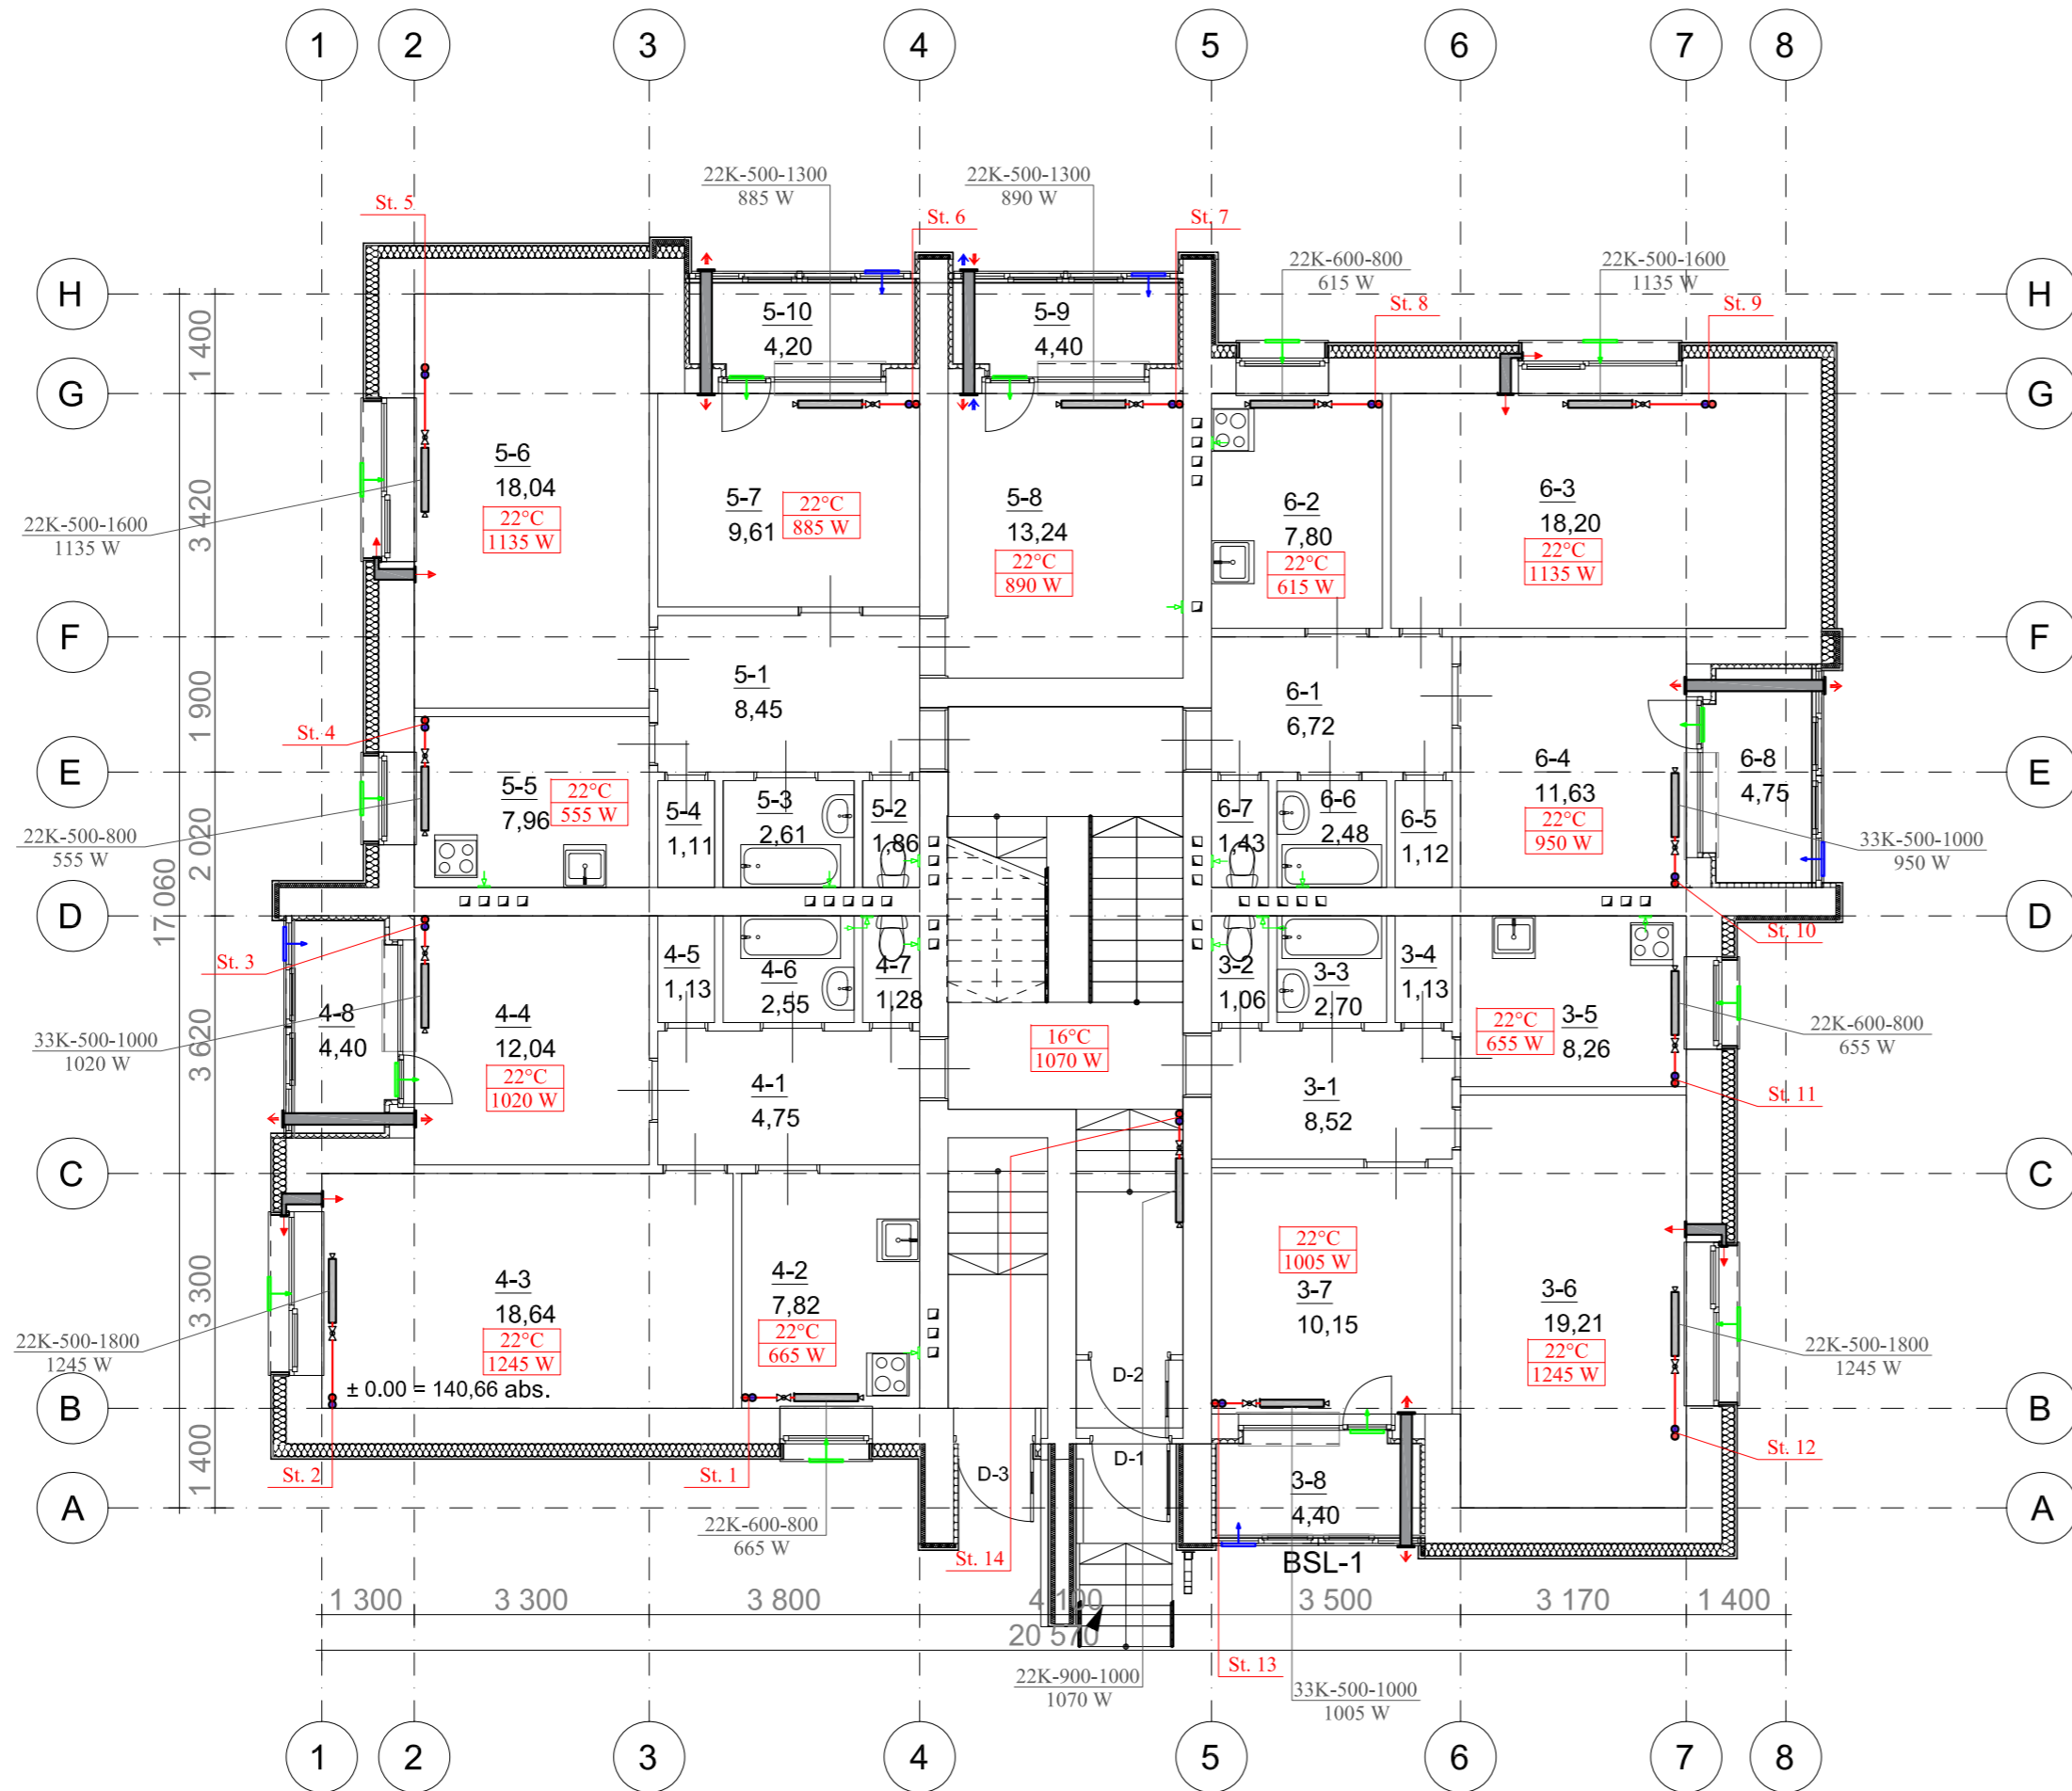 1 2 3 4 5 6 7 8
22K-500-1300
885 W
22K-500-1300
890 W
St. 5
St. 6
St. 7
22K-600-800
615 W
22K-500-1600
1135 W
St. 8
St. 9
H
H
1 400
5-10
4,20
5-9
4,40
G
G
3 420
22K-500-1600
1135 W
5-6
18,04
22°C
1135 W
5-7
9,61
22°C
885 W
5-8
13,24
22°C
890 W
6-2
7,80
22°C
615 W
6-3
18,20
22°C
1135 W
F
F
1 900
St. 4
5-1
8,45
6-1
6,72
E
E
2 020
17 060
22K-500-800
555 W
5-5
7,96
22°C
555 W
5-4
1,11
5-3
2,61
5-2
1,86
6-7
1,43
6-6
2,48
6-5
1,12
6-4
11,63
22°C
950 W
6-8
4,75
33K-500-1000
950 W
D
D
St. 3
St. 10
3 620
33K-500-1000
1020 W
4-8
4,40
4-4
12,04
22°C
1020 W
4-5
1,13
4-6
2,55
4-7
1,28
4-1
4,75
16°C
1070 W
3-2
1,06
3-3
2,70
3-4
1,13
3-1
8,52
22°C
655 W
3-5
8,26
22K-600-800
655 W
St. 11
C
C
3 300
22K-500-1800
1245 W
4-3
18,64
22°C
1245 W
± 0.00 = 140,66 abs.
4-2
7,82
22°C
665 W
22°C
1005 W
3-7
10,15
3-6
19,21
22°C
1245 W
22K-500-1800
1245 W
D-2
B
B
1 400
St. 2
St. 1
D-3
D-1
3-8
4,40
St. 12
A
A
22K-600-800
665 W
St. 14
BSL-1
1 300 3 300 3 800 4 100 3 500 3 170 1 400
20 570
St. 13
22K-900-1000
1070 W
33K-500-1000
1005 W
1 2 3 4 5 6 7 8